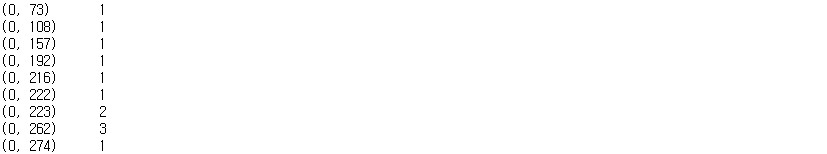 (0, 73) 1
(0, 108) 1
(0, 157) 1
(0, 192) 1
(0, 216) 1
(0, 222) 1
(0, 223) 2
(0, 262) 3
(0, 274) 1